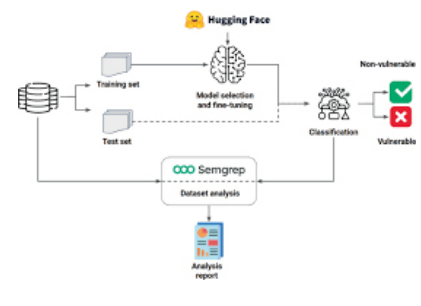 Hugging Face
Training set
Model selection
and fine-tuning
Non-vulnerable
Test set
Classification
Vulnerable
Semgrep
Dataset analysis
Analysis
report